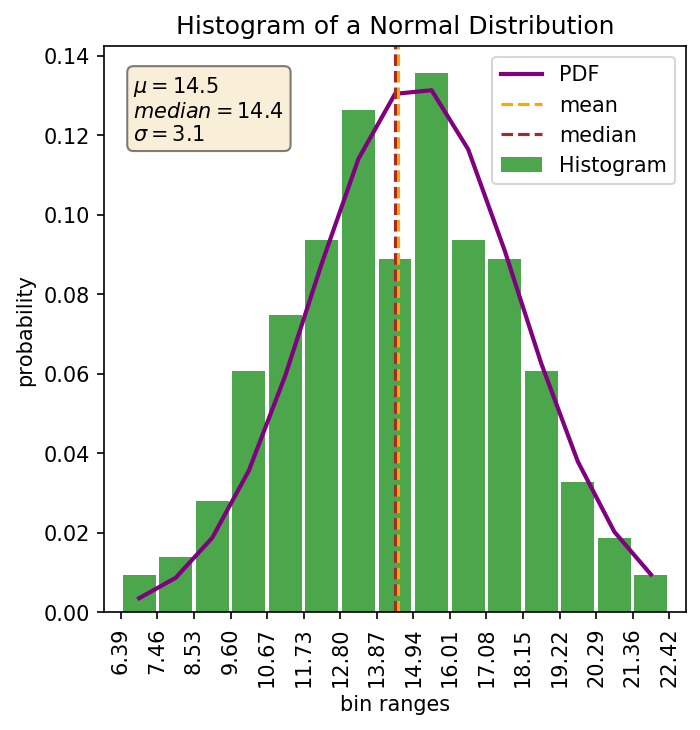 Histogram of a Normal Distribution
μ = 14.5
median = 14.4
σ = 3.1
PDF
mean
median
Histogram
probability
0.14
0.12
0.10
0.08
0.06
0.04
0.02
0.00
6.39
7.46
8.53
9.60
10.67
11.73
12.80
13.87
14.94
16.01
17.08
18.15
19.22
20.29
21.36
22.42
bin ranges